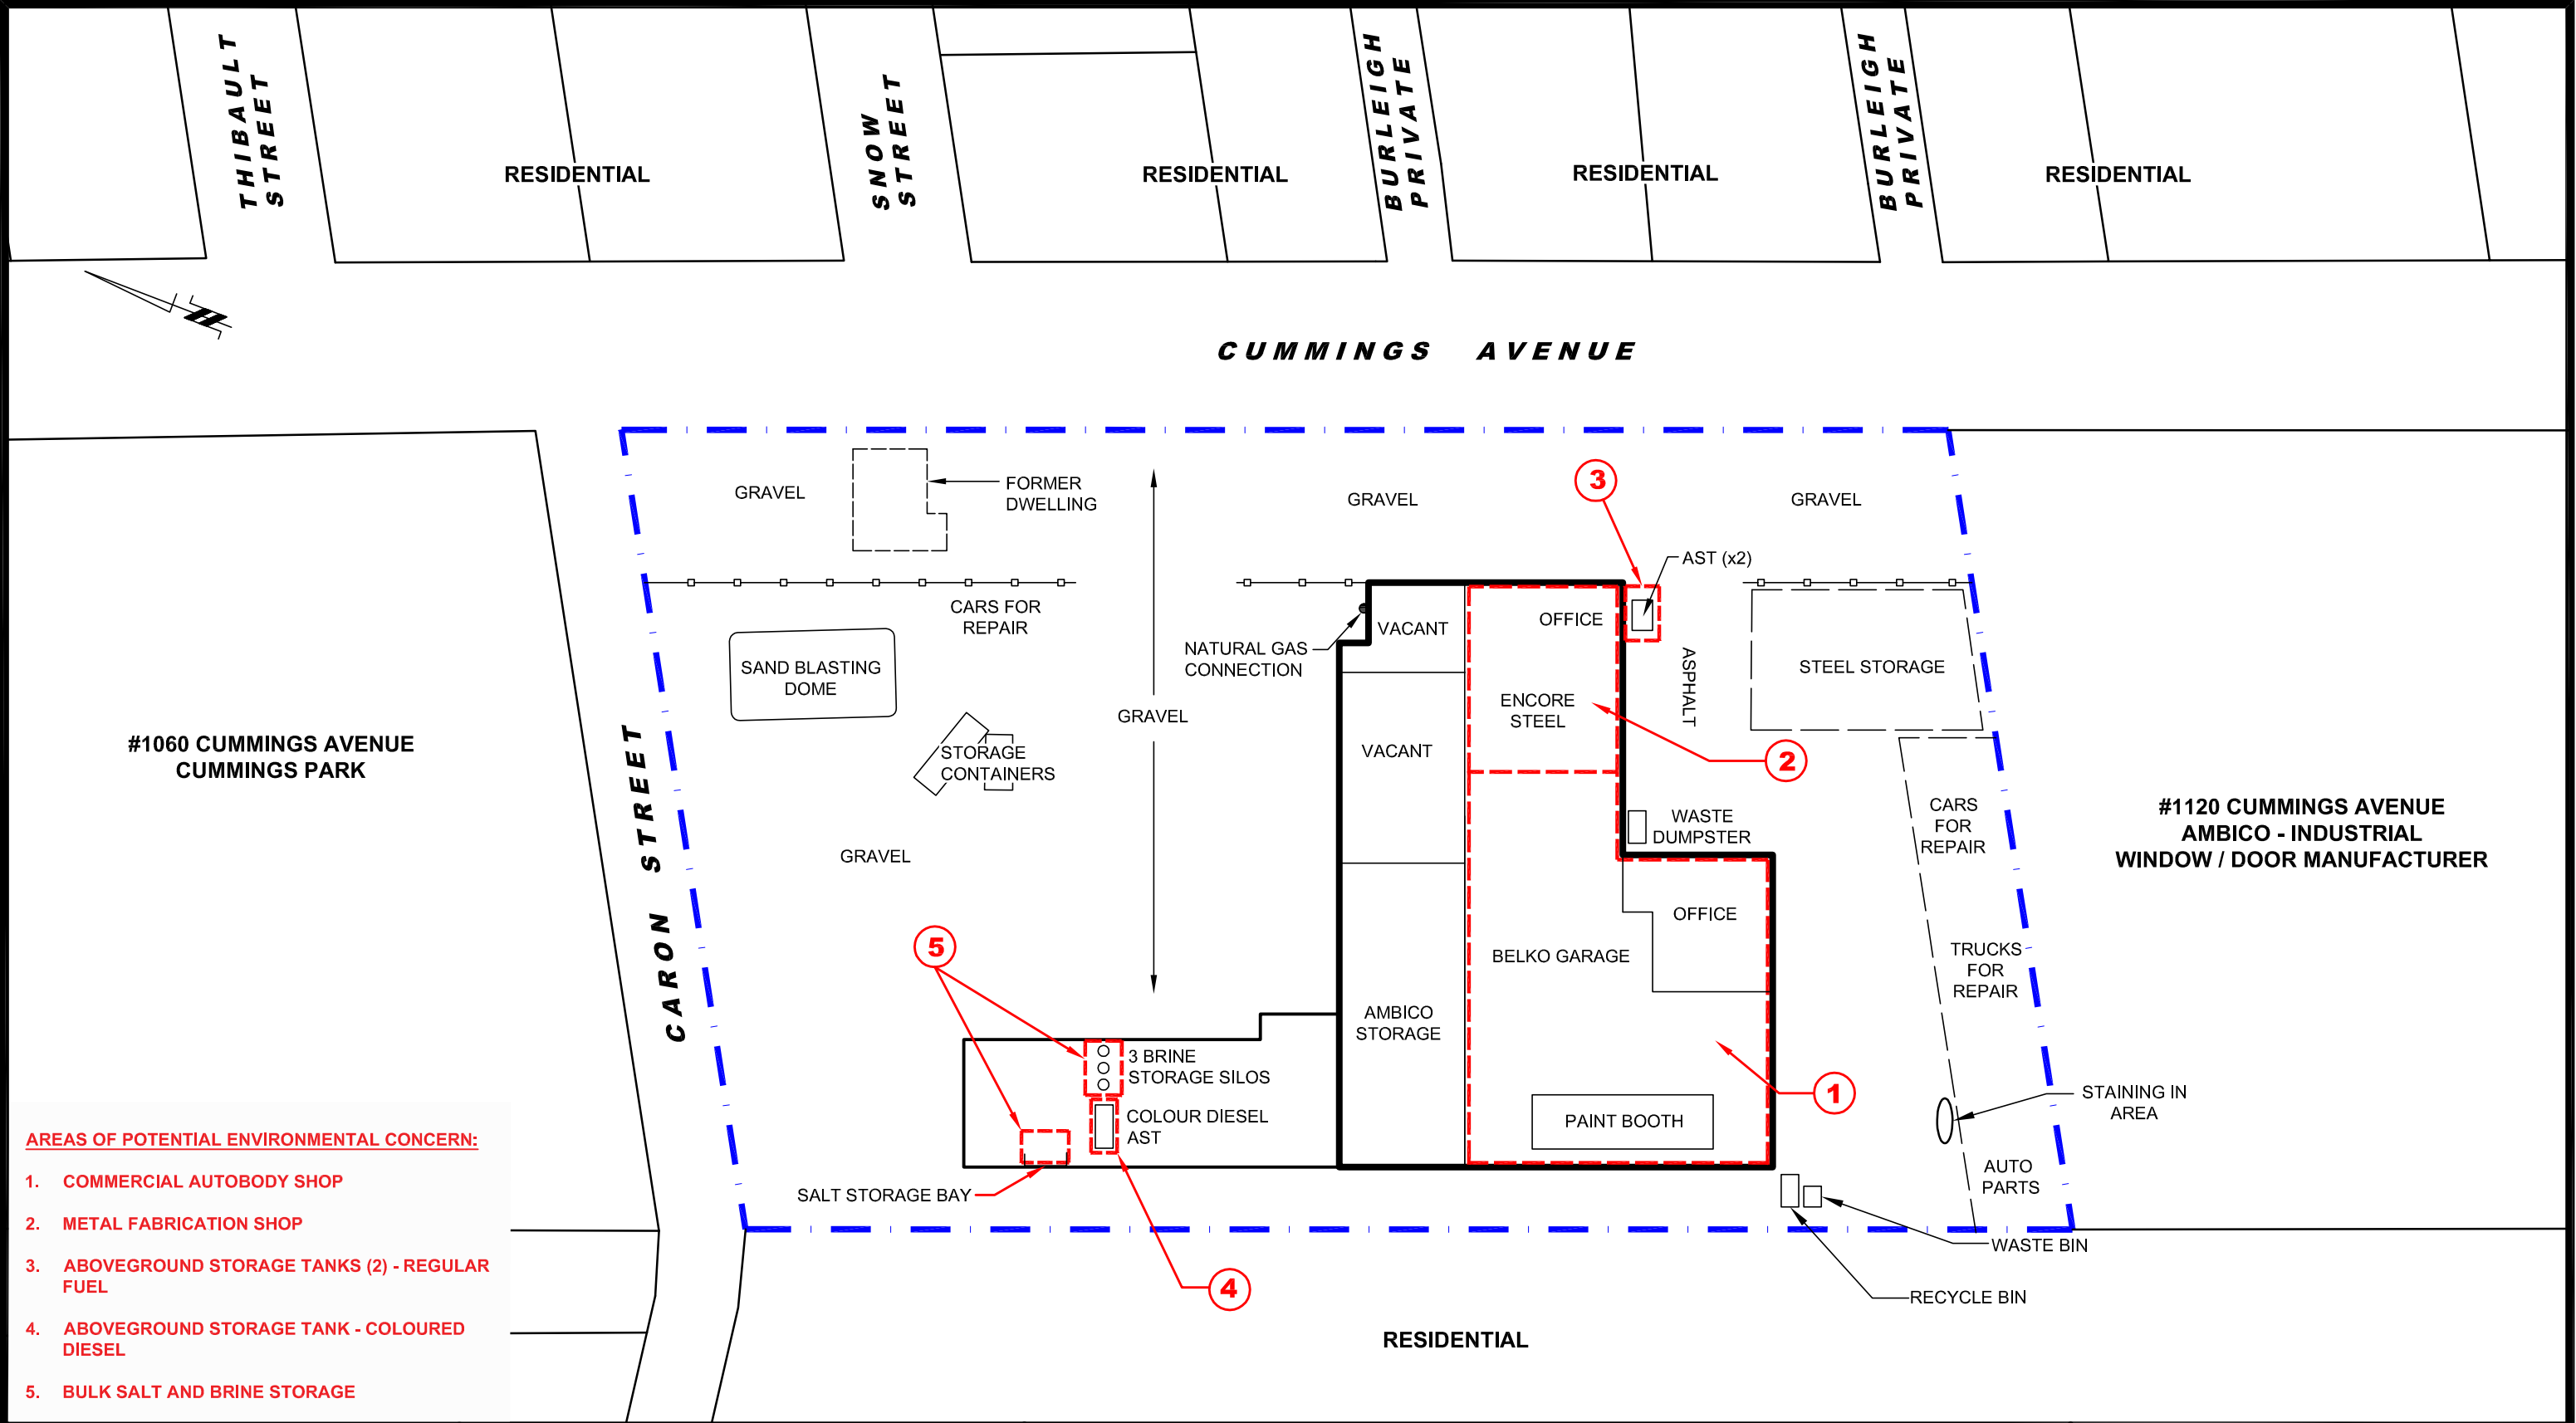 THIBAULT
STREET
SNOW
STREET
BURLEIGH
PRIVATE
BURLEIGH
PRIVATE
RESIDENTIAL
RESIDENTIAL
RESIDENTIAL
RESIDENTIAL
CUMMINGS AVENUE
GRAVEL
FORMER
DWELLING
GRAVEL
3
GRAVEL
AST (x2)
CARS FOR
REPAIR
OFFICE
VACANT
NATURAL GAS
CONNECTION
SAND BLASTING
DOME
ASPHALT
STEEL STORAGE
ENCORE
STEEL
GRAVEL
#1060 CUMMINGS AVENUE
CUMMINGS PARK
STORAGE
CONTAINERS
VACANT
2
CARON STREET
WASTE
DUMPSTER
CARS
FOR
REPAIR
#1120 CUMMINGS AVENUE
AMBICO - INDUSTRIAL
WINDOW / DOOR MANUFACTURER
GRAVEL
OFFICE
5
BELKO GARAGE
TRUCKS
FOR
REPAIR
AMBICO
STORAGE
3 BRINE
STORAGE SILOS
1
STAINING IN
AREA
COLOUR DIESEL
AST
PAINT BOOTH
AUTO
PARTS
SALT STORAGE BAY
WASTE BIN
4
RECYCLE BIN
RESIDENTIAL
AREAS OF POTENTIAL ENVIRONMENTAL CONCERN:
1. COMMERCIAL AUTOBODY SHOP
2. METAL FABRICATION SHOP
3. ABOVEGROUND STORAGE TANKS (2) - REGULAR
FUEL
4. ABOVEGROUND STORAGE TANK - COLOURED
DIESEL
5. BULK SALT AND BRINE STORAGE